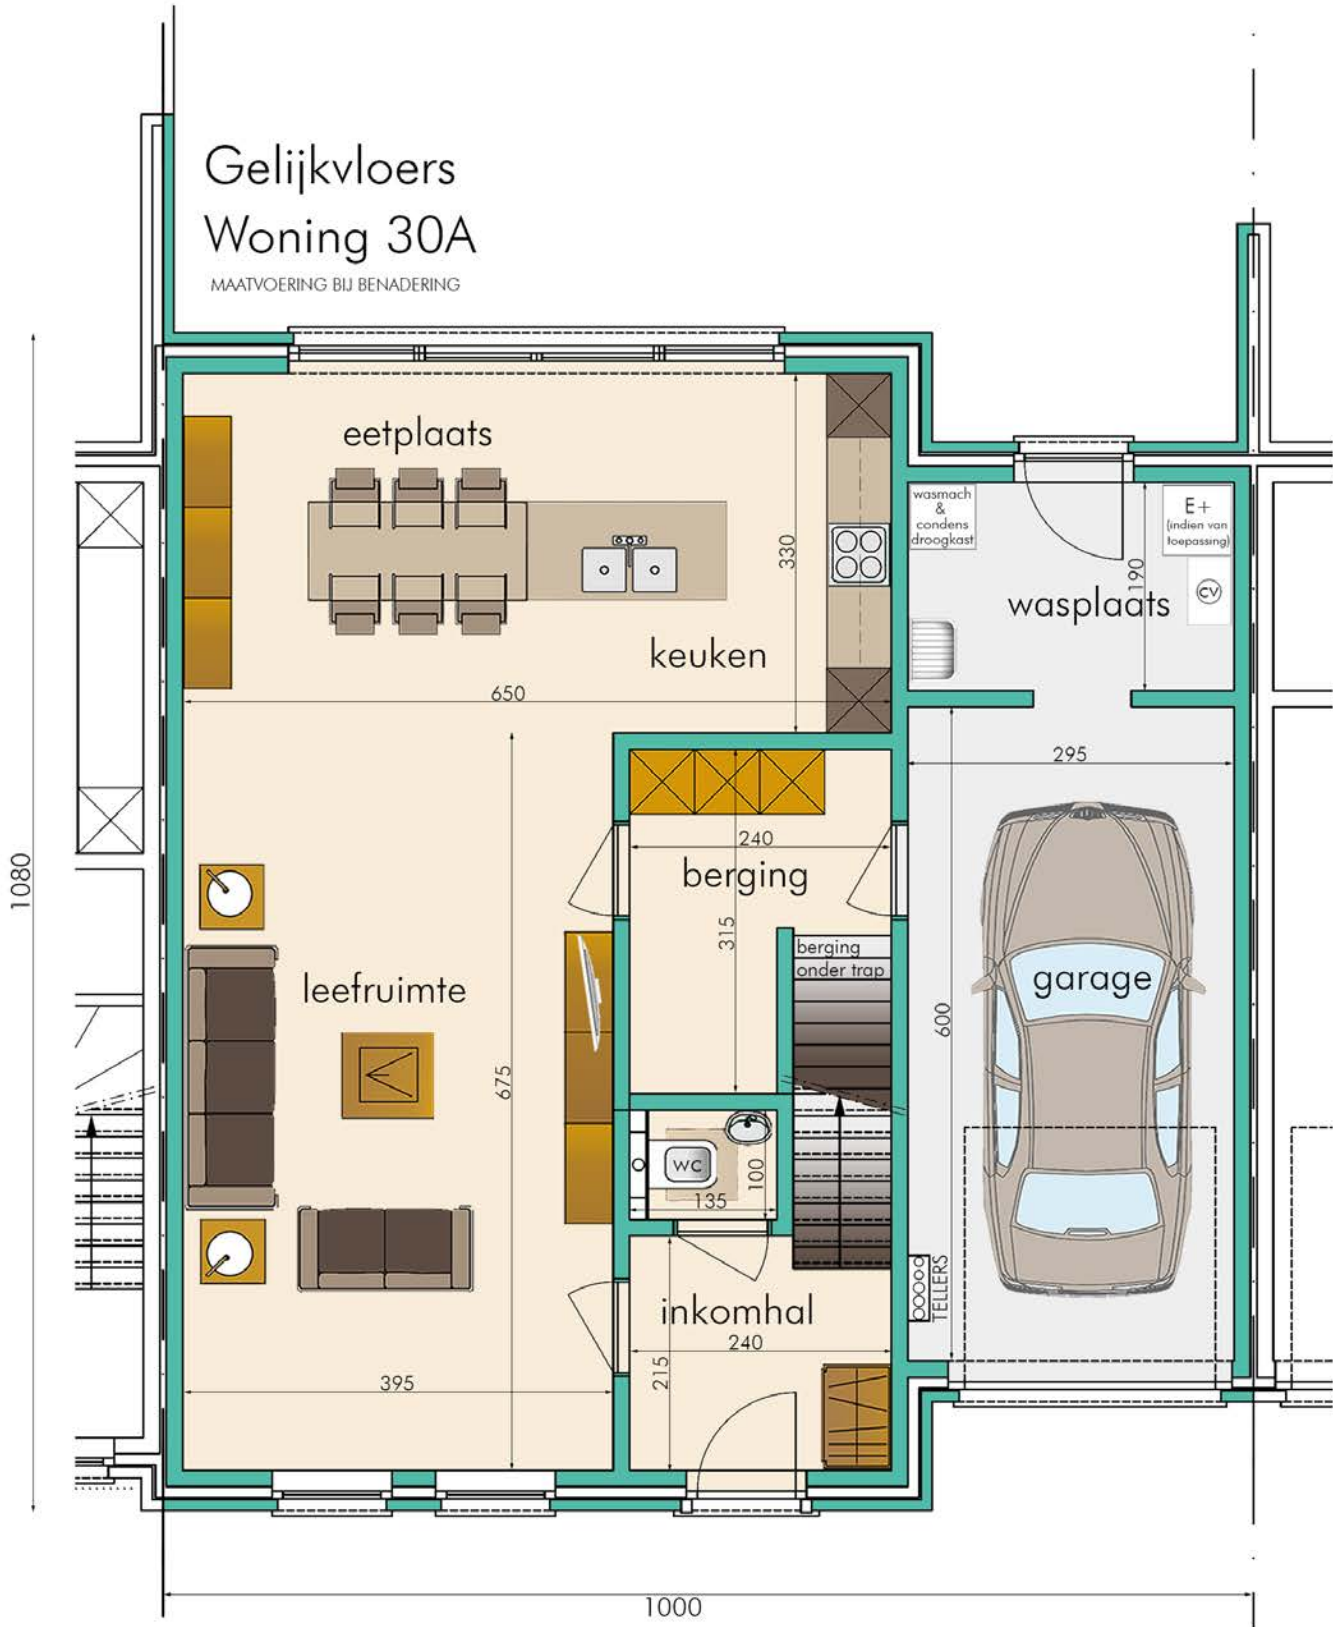 Gelijkvloers
Woning 30A
MAATVOERING BIJ BENADERING
eetplaats
wasmach
&
condens
droogkast
E+
(indien van
toepassing)
330
190
CV
wasplaats
keuken
650
295
1080
240
berging
315
berging
onder trap
leefruimte
garage
600
675
WC
100
135
TELLERS
inkomhal
240
215
395
1000